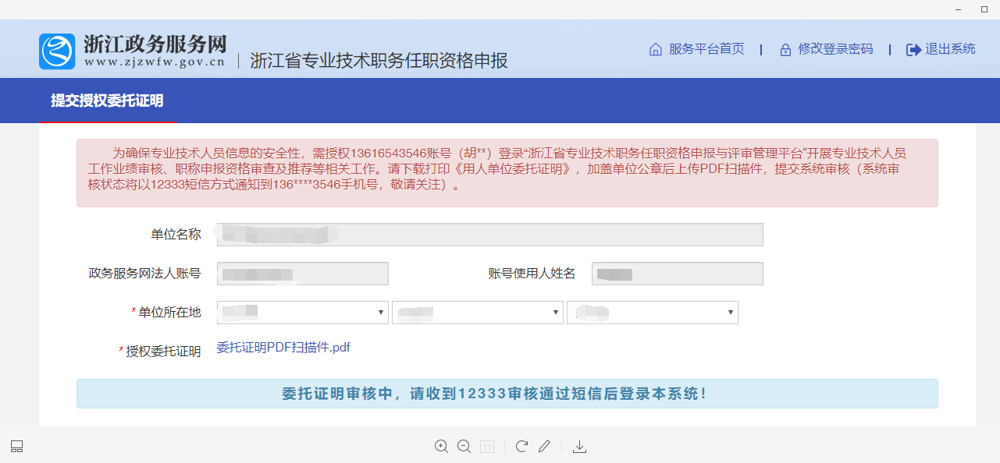 浙江政务服务网
www.zjzwfw.gov.cn
浙江省专业技术职务任职资格申报
服务平台首页 | 修改登录密码 | 退出系统
提交授权委托证明
为确保专业技术人员信息的安全性，需授权13616543546账号（胡**）登录“浙江省专业技术职务任职资格申报与评审管理平台”开展专业技术人员
工作业绩审核、职称申报资格审查及推荐等相关工作。请下载打印《用人单位委托证明》，加盖单位公章后上传PDF扫描件，提交系统审核（系统审
核状态将以12333短信方式通知到136****3546手机号，敬请关注）。
单位名称
政务服务网法人账号 账号使用人姓名
*单位所在地
*授权委托证明 委托证明PDF扫描件.pdf
委托证明审核中，请收到12333审核通过短信后登录本系统！
1:1